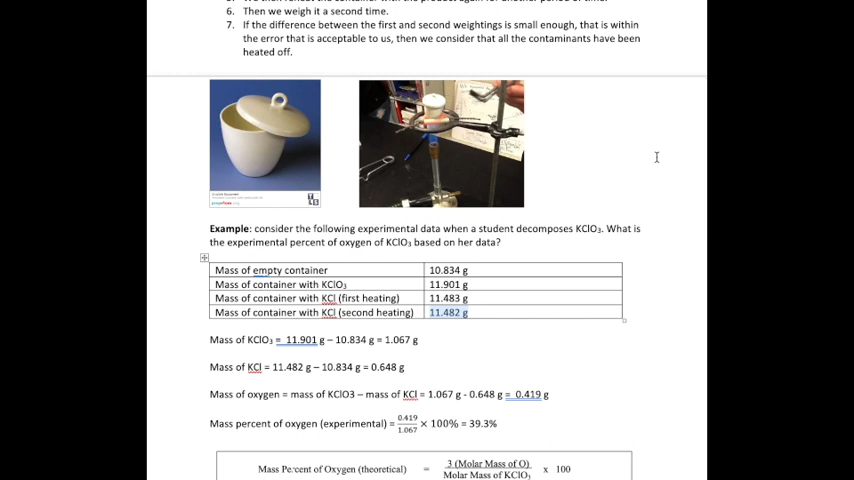 6. Then we weigh it a second time.
7. If the difference between the first and second weightings is small enough, that is within
the error that is acceptable to us, then we consider that all the contaminants have been
heated off.
Example: consider the following experimental data when a student decomposes KClO₃. What is
the experimental percent of oxygen of KClO₃ based on her data?
Mass of empty container 10.834 g
Mass of container with KClO₃ 11.901 g
Mass of container with KCl (first heating) 11.483 g
Mass of container with KCl (second heating) 11.482 g
Mass of KClO₃ = 11.901 g – 10.834 g = 1.067 g
Mass of KCl = 11.482 g – 10.834 g = 0.648 g
Mass of oxygen = mass of KClO3 – mass of KCl = 1.067 g - 0.648 g = 0.419 g
Mass percent of oxygen (experimental) = 0.419/1.067 × 100% = 39.3%
Mass Percent of Oxygen (theoretical) = 3 (Molar Mass of O) / Molar Mass of KClO₃ x 100